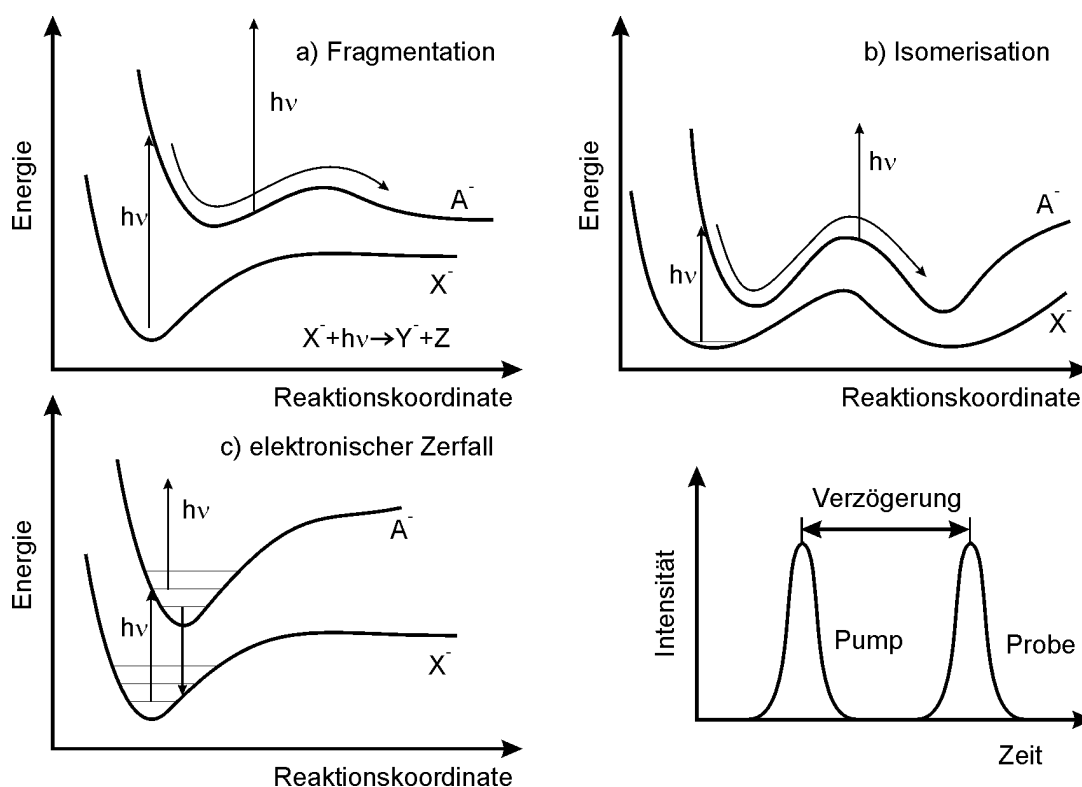 a) Fragmentation
hν
hν
Energie
A⁻
X⁻
X⁻+hν→Y⁻+Z
Reaktionskoordinate
b) Isomerisation
hν
hν
Energie
A⁻
X⁻
Reaktionskoordinate
c) elektronischer Zerfall
hν
hν
Energie
A⁻
X⁻
Reaktionskoordinate
Verzögerung
Intensität
Pump
Probe
Zeit